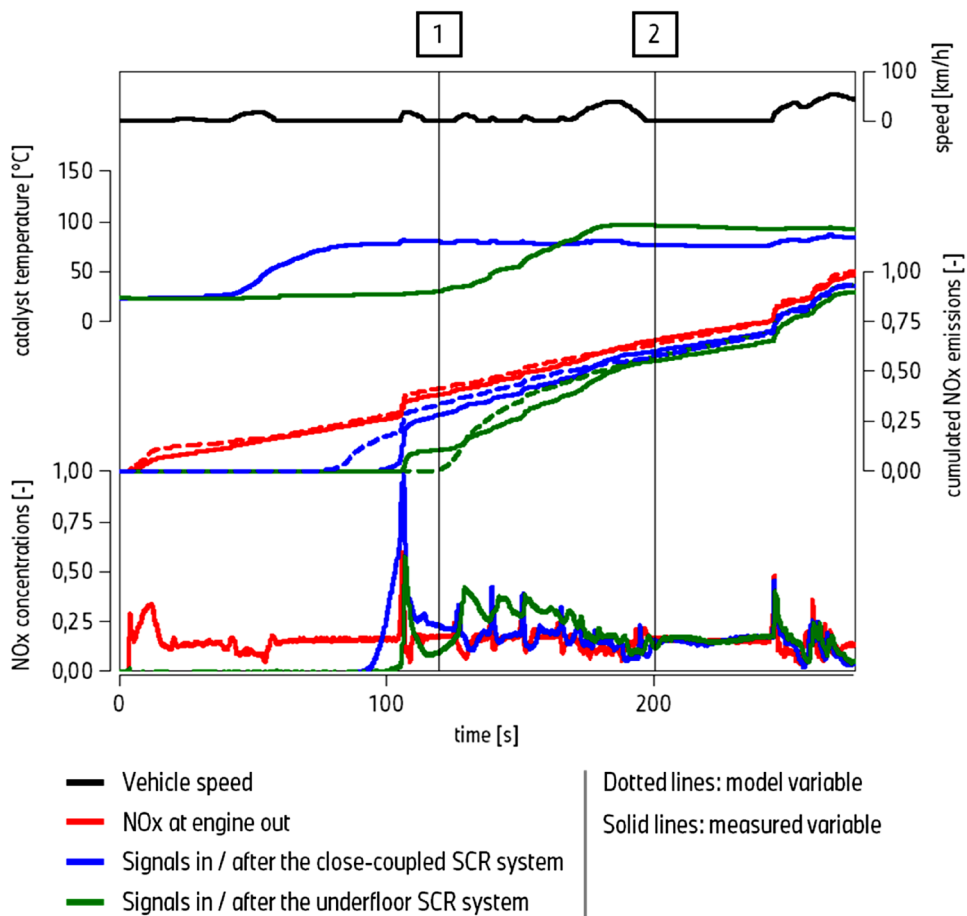 1
2
100
0
speed [km/h]
150
100
50
0
catalyst temperature [°C]
1,00
0,75
0,50
0,25
0,00
cumulated NOx emissions [-]
1,00
0,75
0,50
0,25
0,00
NOx concentrations [-]
0
100
200
time [s]
Vehicle speed
NOx at engine out
Signals in / after the close-coupled SCR system
Signals in / after the underfloor SCR system
Dotted lines: model variable
Solid lines: measured variable